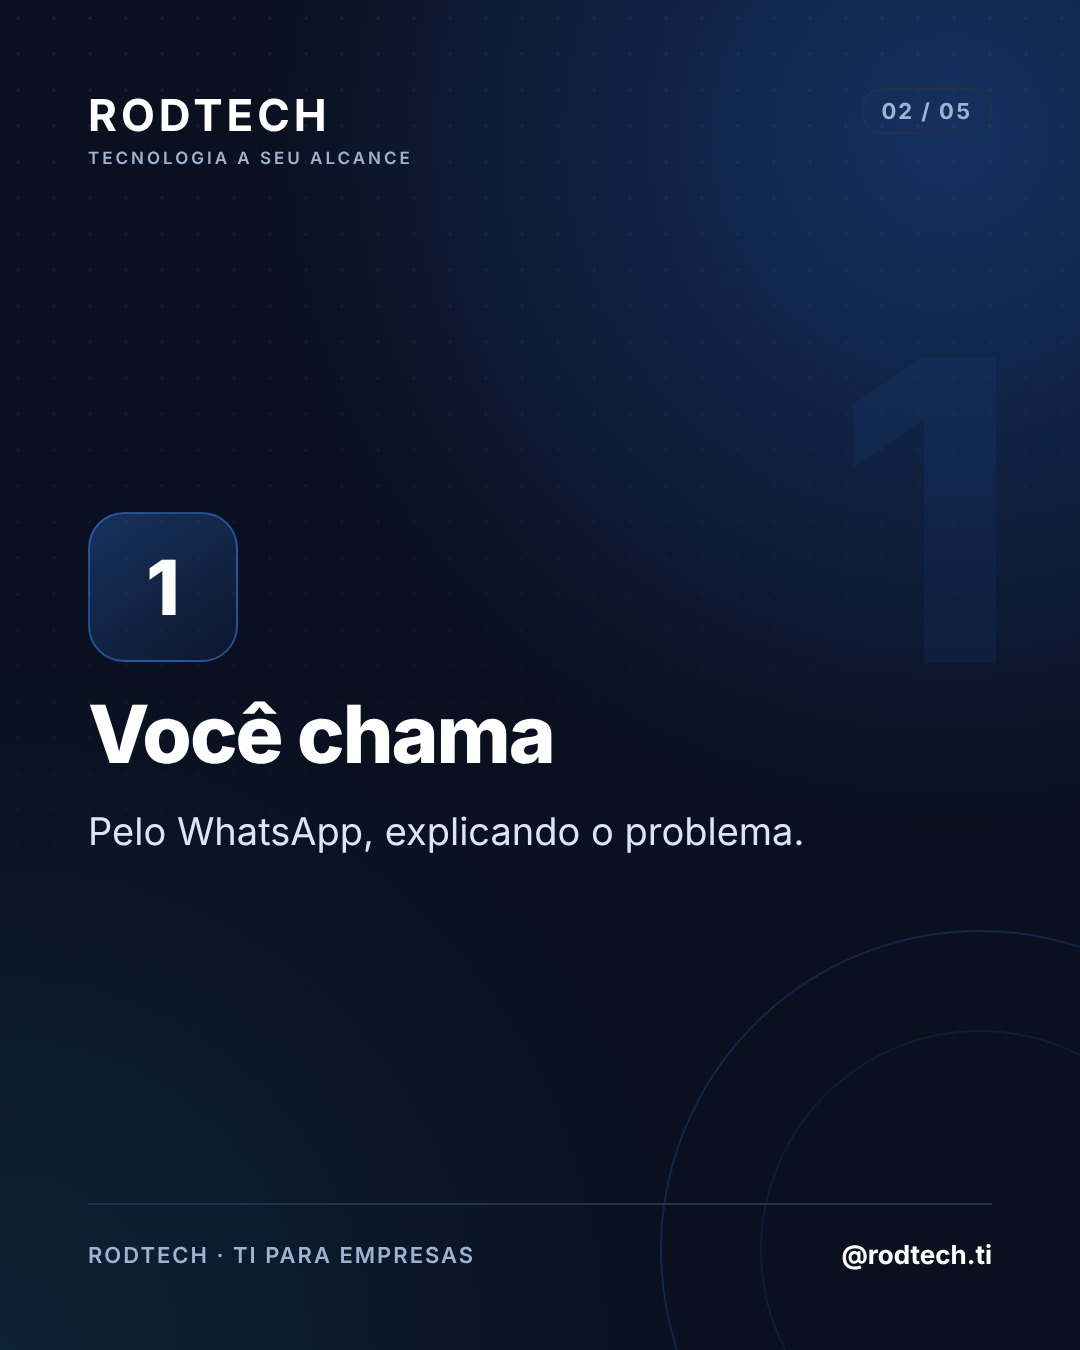 RODTECH
TECNOLOGIA A SEU ALCANCE
02 / 05
1
1
Você chama
Pelo WhatsApp, explicando o problema.
RODTECH · TI PARA EMPRESAS
@rodtech.ti